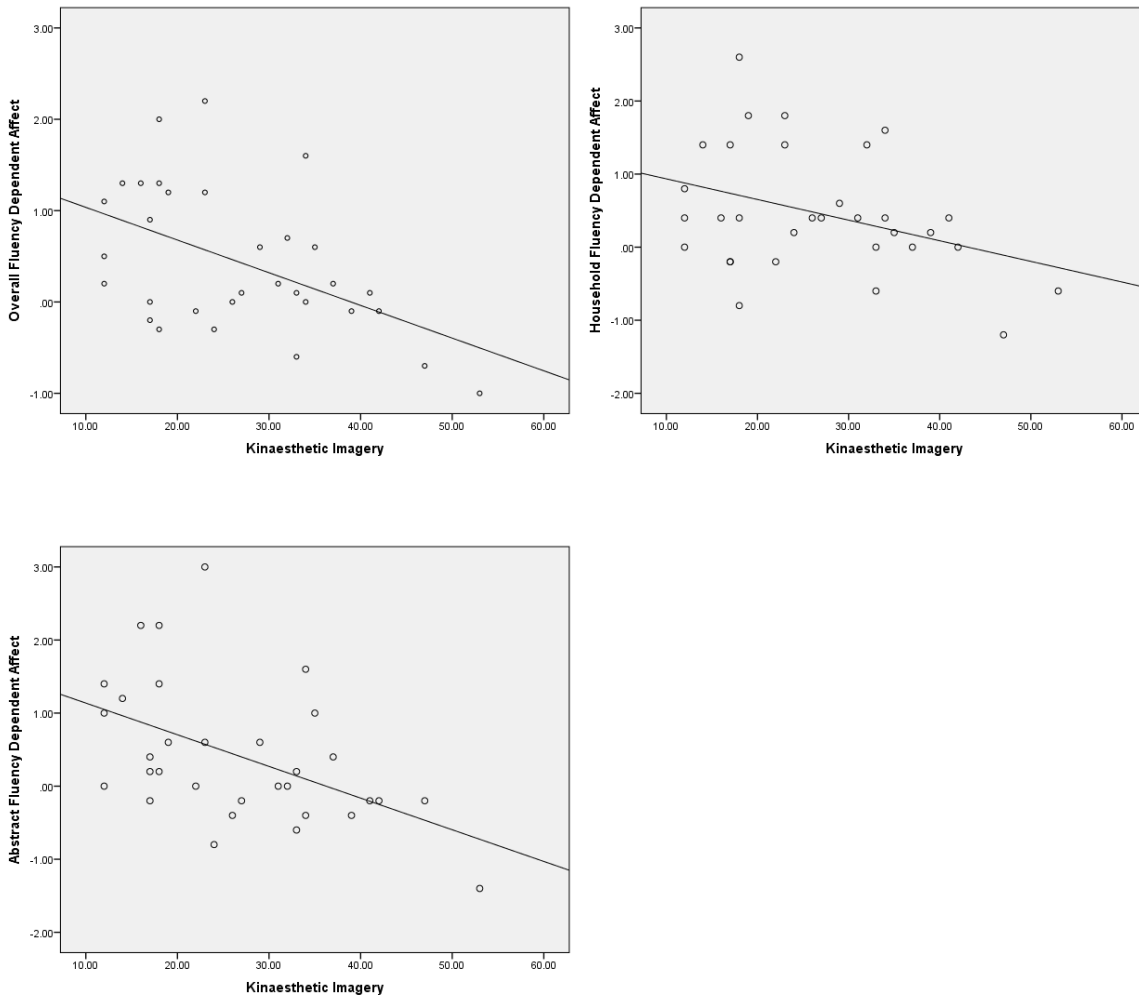 3.00
2.00
1.00
.00
-1.00
Overall Fluency Dependent Affect
10.00 20.00 30.00 40.00 50.00 60.00
Kinaesthetic Imagery
3.00
2.00
1.00
.00
-1.00
-2.00
Household Fluency Dependent Affect
10.00 20.00 30.00 40.00 50.00 60.00
Kinaesthetic Imagery
3.00
2.00
1.00
.00
-1.00
-2.00
Abstract Fluency Dependent Affect
10.00 20.00 30.00 40.00 50.00 60.00
Kinaesthetic Imagery